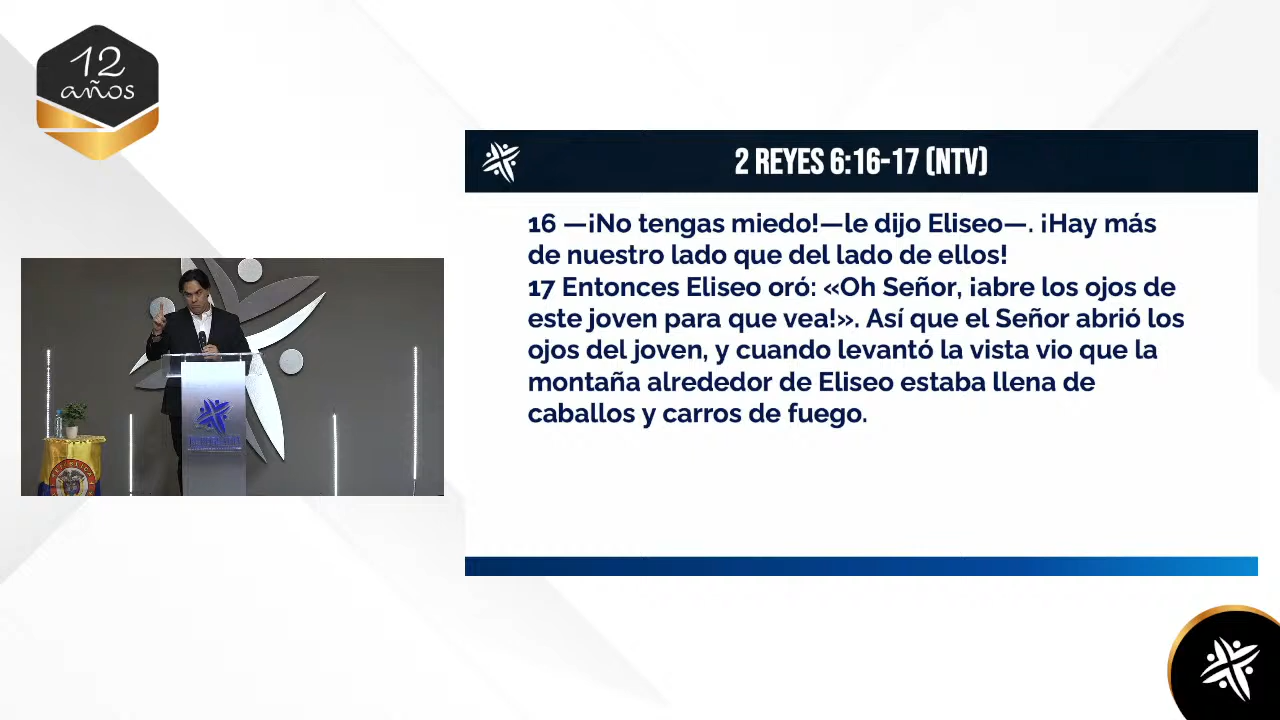 12
años
2 REYES 6:16-17 (NTV)
16 —¡No tengas miedo!—le dijo Eliseo—. ¡Hay más
de nuestro lado que del lado de ellos!
17 Entonces Eliseo oró: «Oh Señor, ¡abre los ojos de
este joven para que vea!». Así que el Señor abrió los
ojos del joven, y cuando levantó la vista vio que la
montaña alrededor de Eliseo estaba llena de
caballos y carros de fuego.